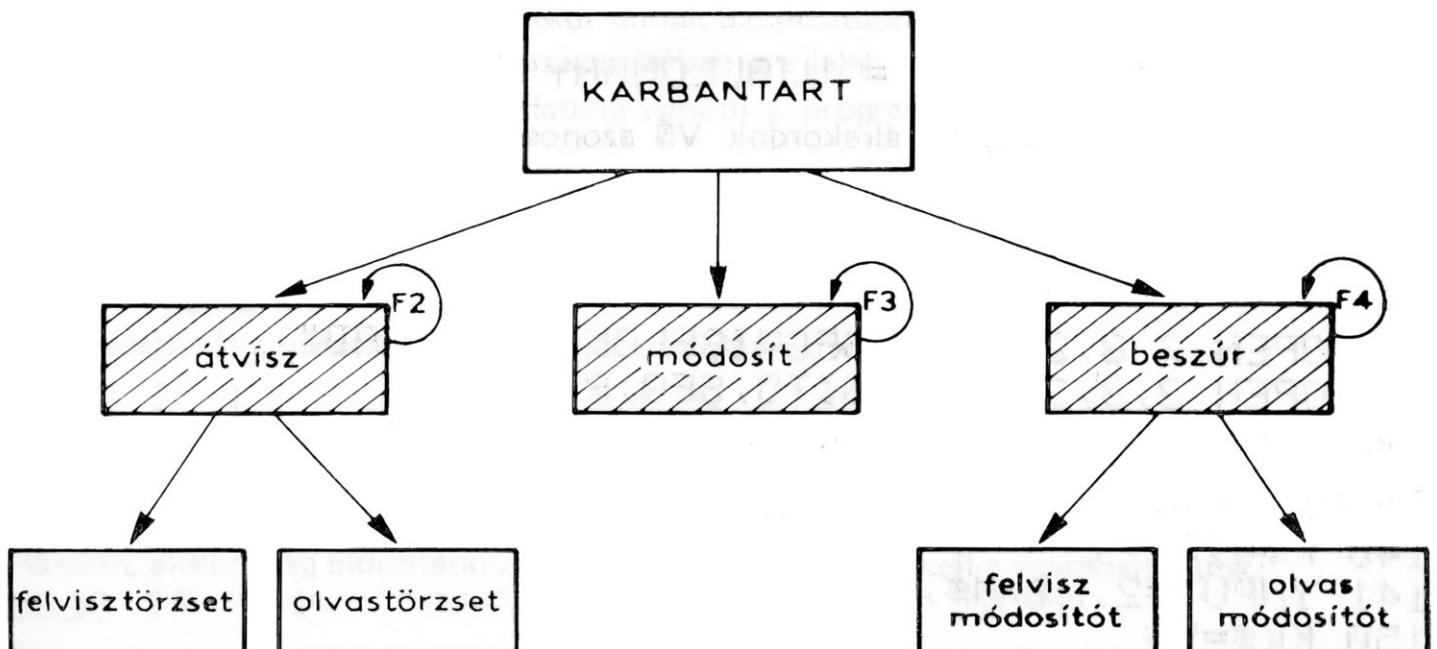 KARBANTART
F2
F3
F4
átvisz
módosít
beszúr
felvisztörzset
olvastörzset
felvisz
módosítót
olvas
módosítót